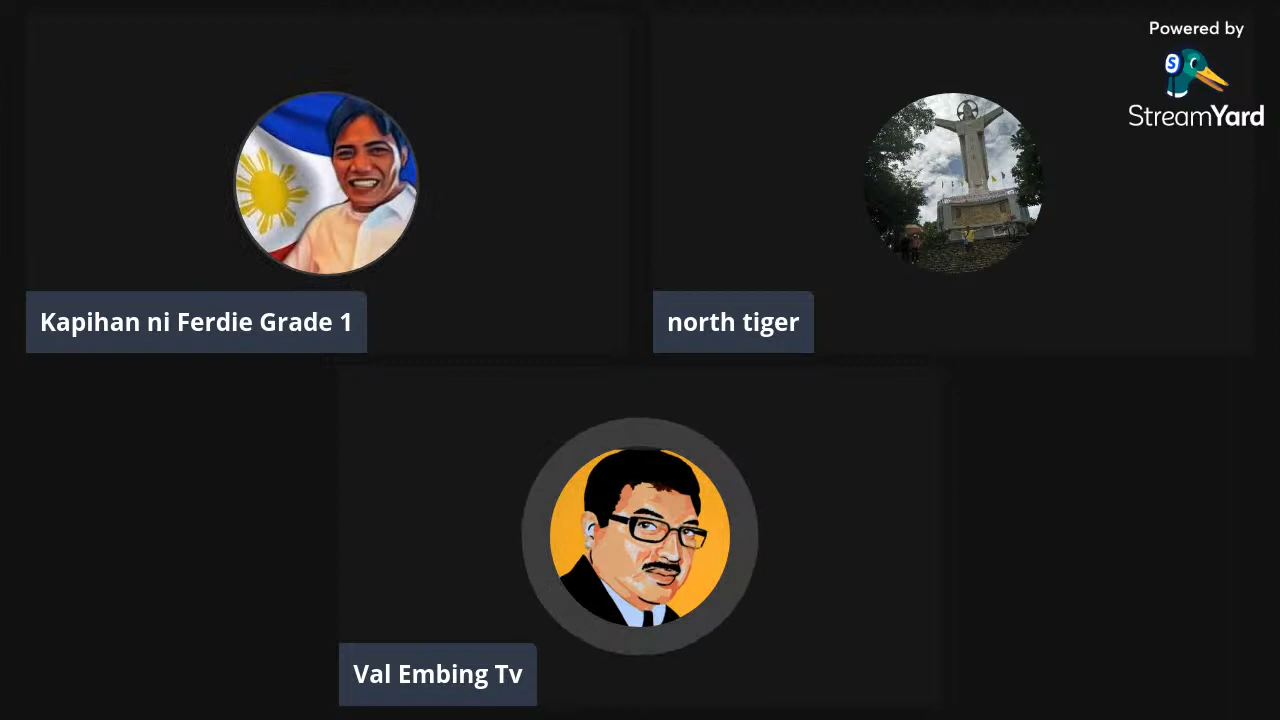 Powered by
S
StreamYard
Kapihan ni Ferdie Grade 1
north tiger
Val Embing Tv